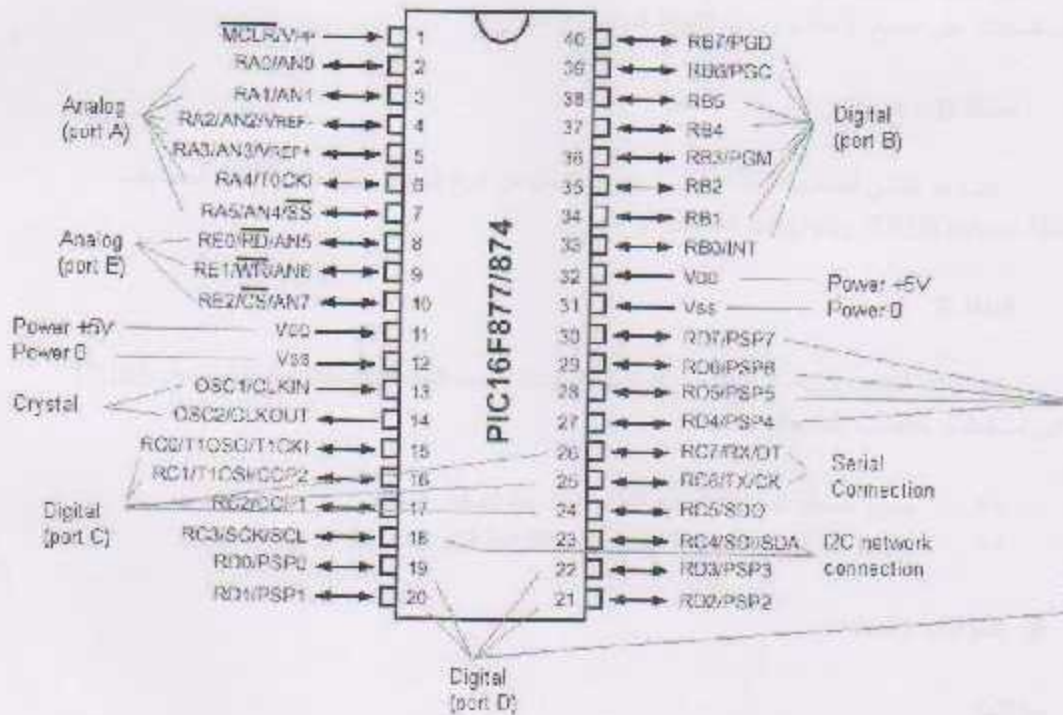 MCLR/VPP
RA0/AN0
RA1/AN1
RA2/AN2/VREF-
RA3/AN3/VREF+
RA4/T0CKI
RA5/AN4/SS
RE0/RD/AN5
RE1/WR/AN6
RE2/CS/AN7
VDD
VSS
OSC1/CLKIN
OSC2/CLKOUT
RC0/T1OSO/T1CKI
RC1/T1OSI/CCP2
RC2/CCP1
RC3/SCK/SCL
RD0/PSP0
RD1/PSP1
Analog
(port A)
Analog
(port E)
Power +5V
Power 0
Crystal
Digital
(port C)
1
2
3
4
5
6
7
8
9
10
11
12
13
14
15
16
17
18
19
20
PIC16F877/874
40
39
38
37
36
35
34
33
32
31
30
29
28
27
26
25
24
23
22
21
RB7/PGD
RB6/PGC
RB5
RB4
RB3/PGM
RB2
RB1
RB0/INT
VDD
VSS
RD7/PSP7
RD6/PSP6
RD5/PSP5
RD4/PSP4
RC7/RX/DT
RC6/TX/CK
RC5/SDO
RC4/SDI/SDA
RD3/PSP3
RD2/PSP2
Digital
(port B)
Power +5V
Power 0
Serial
Connection
I2C network
connection
Digital
(port D)